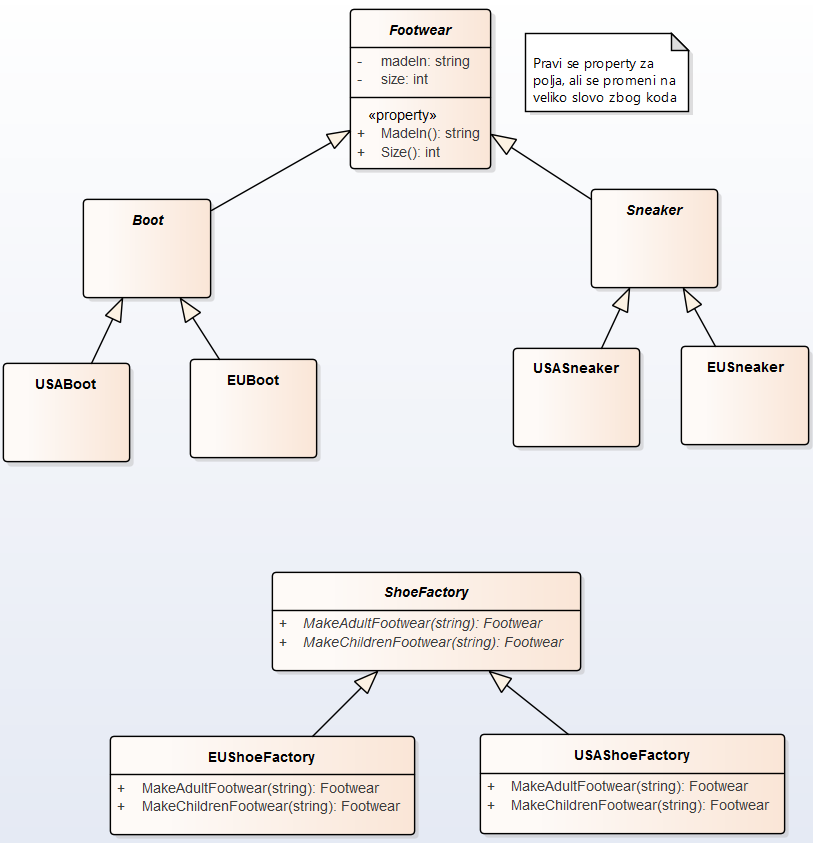 Footwear
- madeIn: string
- size: int
«property»
+ MadeIn(): string
+ Size(): int
Pravi se property za
polja, ali se promeni na
veliko slovo zbog koda
Boot
Sneaker
USABoot
EUBoot
USASneaker
EUSneaker
ShoeFactory
+ MakeAdultFootwear(string): Footwear
+ MakeChildrenFootwear(string): Footwear
EUShoeFactory
+ MakeAdultFootwear(string): Footwear
+ MakeChildrenFootwear(string): Footwear
USAShoeFactory
+ MakeAdultFootwear(string): Footwear
+ MakeChildrenFootwear(string): Footwear